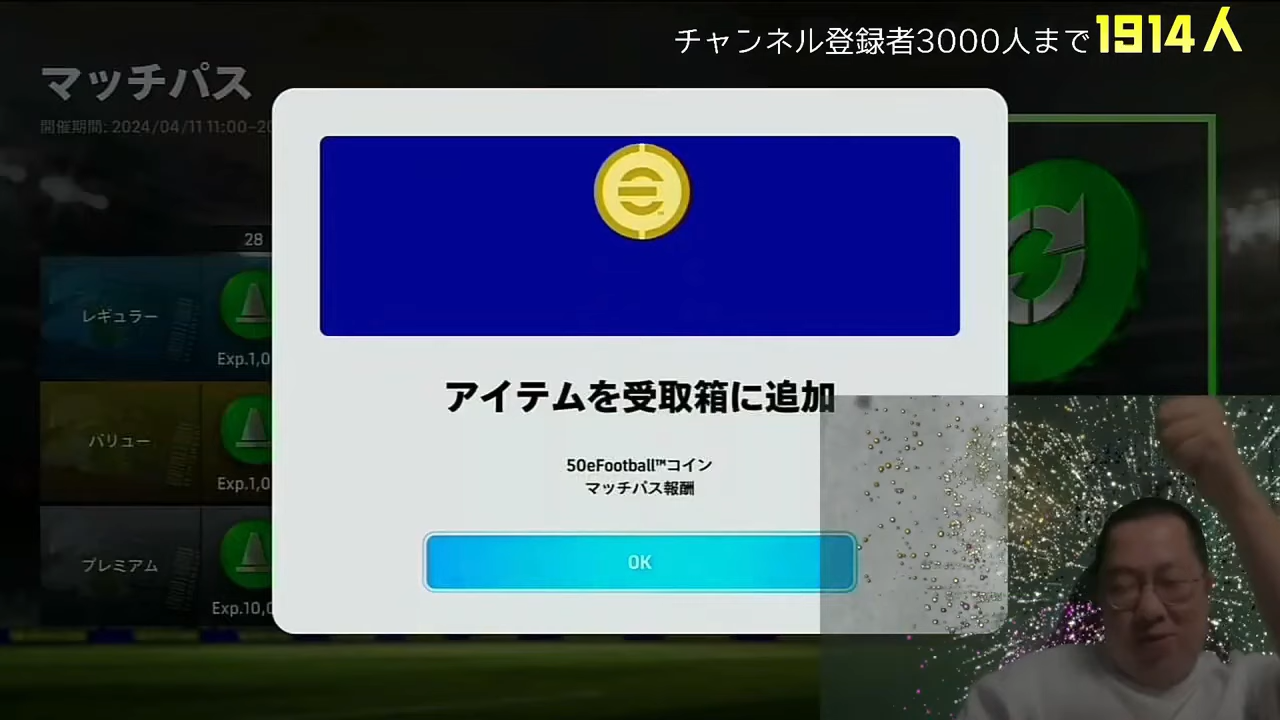 チャンネル登録者3000人まで1914人
マッチパス
開催期間: 2024/04/11 11:00-20
28
レギュラー
Exp.1,0
バリュー
Exp.1,0
プレミアム
Exp.10,0
アイテムを受取箱に追加
50eFootball™コイン
マッチパス報酬
OK